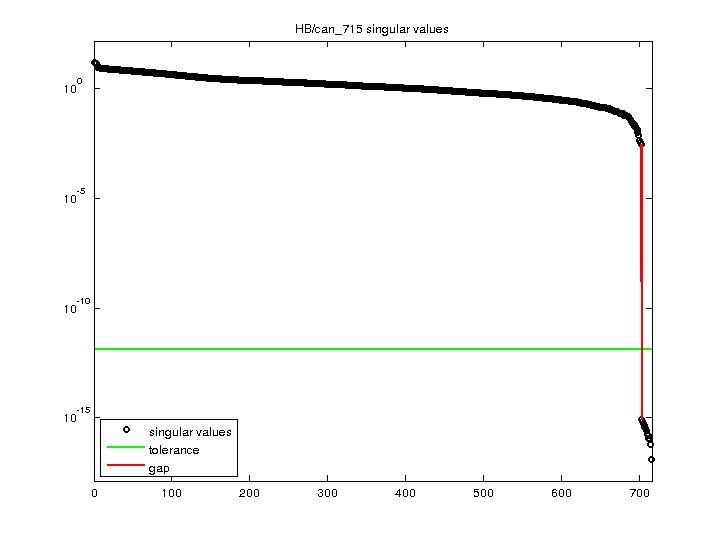 HB/can_715 singular values
10^0
10^-5
10^-10
10^-15
singular values
tolerance
gap
0 100 200 300 400 500 600 700